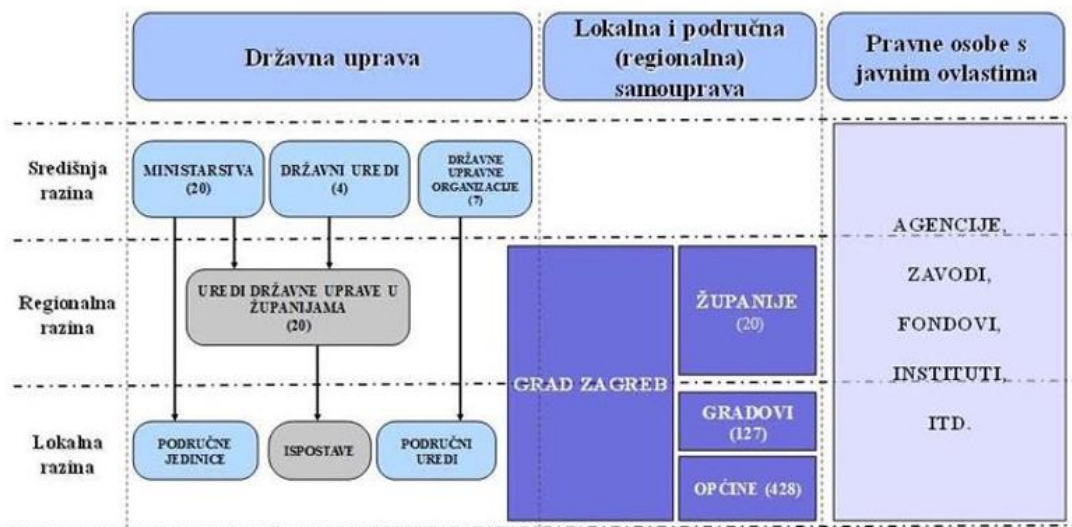 Državna uprava
Lokalna i područna
(regionalna)
samouprava
Pravne osobe s
javnim ovlastima
Središnja
razina
MINISTARSTVA
(20)
DRŽAVNI UREDI
(4)
DRŽAVNE
UPRAVNE
ORGANIZACIJE
(7)
Regionalna
razina
UREDI DRŽAVNE UPRAVE U
ŽUPANIJAMA
(20)
GRAD ZAGREB
ŽUPANIJE
(20)
Lokalna
razina
PODRUČNE
JEDINICE
ISPOSTAVE
PODRUČNI
UREDI
GRADOVI
(127)
OPĆINE (428)
AGENCIJE,
ZAVODI,
FONDOVI,
INSTITUTI,
ITD.